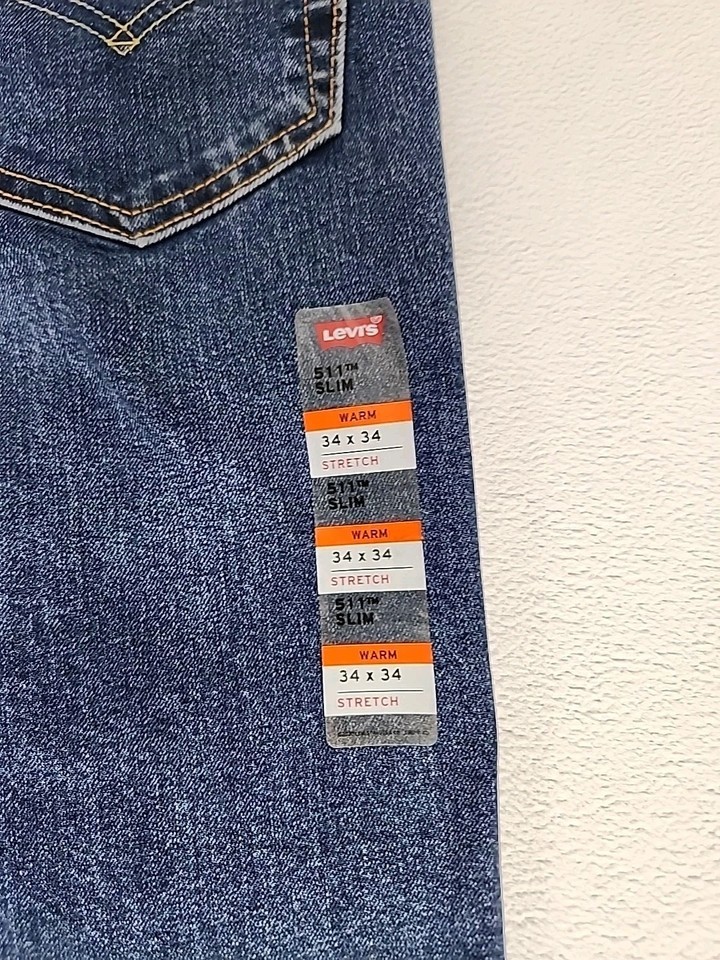 Levi's
511™
SLIM
WARM
34 x 34
STRETCH
511™
SLIM
WARM
34 x 34
STRETCH
511™
SLIM
WARM
34 x 34
STRETCH